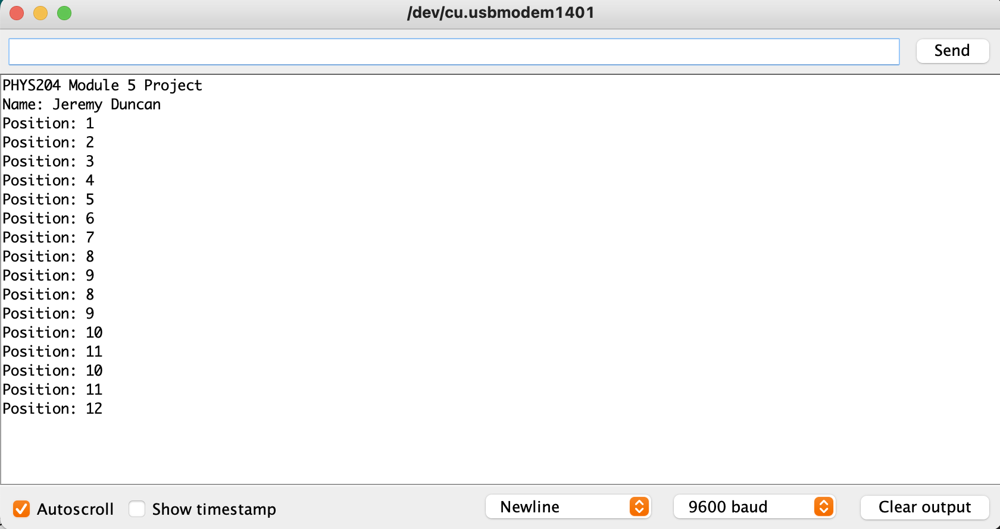 /dev/cu.usbmodem1401
Send
PHYS204 Module 5 Project
Name: Jeremy Duncan
Position: 1
Position: 2
Position: 3
Position: 4
Position: 5
Position: 6
Position: 7
Position: 8
Position: 9
Position: 8
Position: 9
Position: 10
Position: 11
Position: 10
Position: 11
Position: 12
Autoscroll Show timestamp Newline 9600 baud Clear output